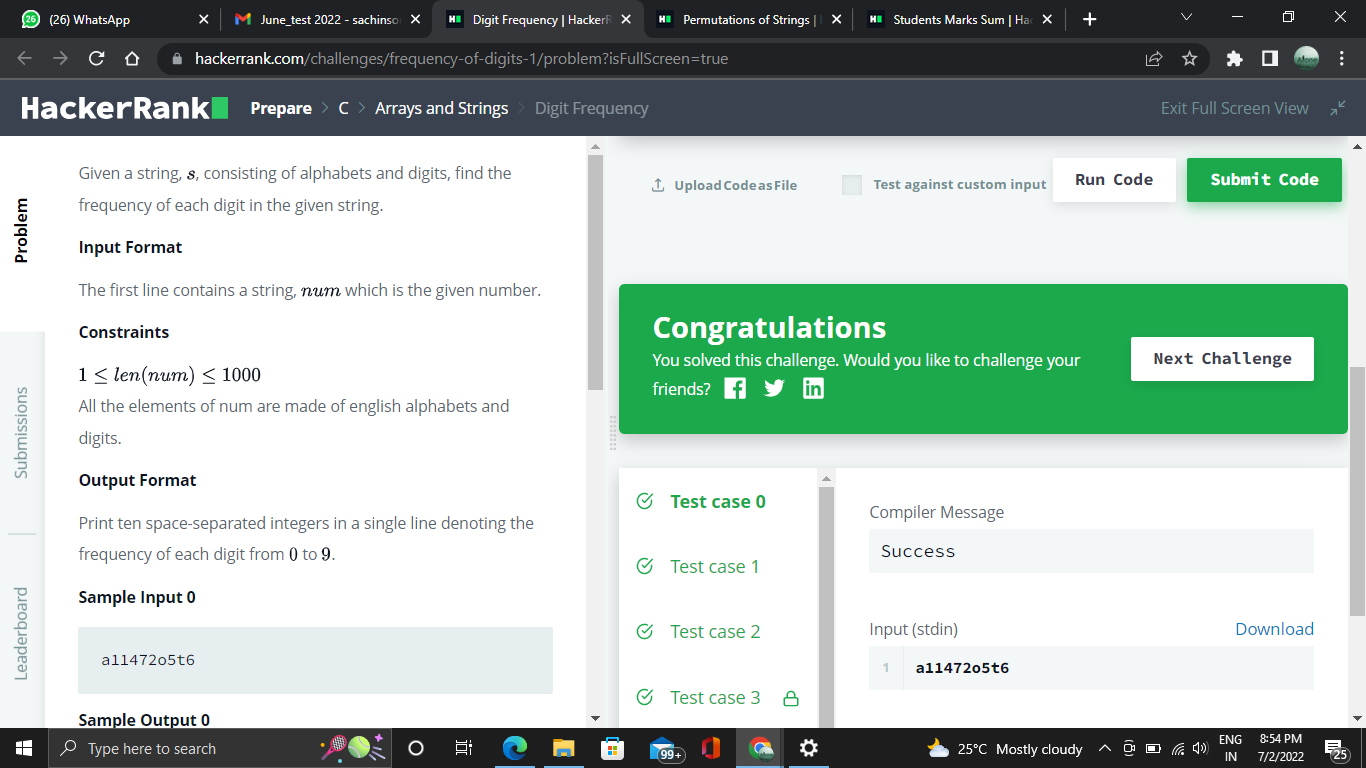 (26) WhatsApp
June_test 2022 - sachinso
Digit Frequency | HackerR
Permutations of Strings |
Students Marks Sum | Ha
hackerrank.com/challenges/frequency-of-digits-1/problem?isFullScreen=true
HackerRank
Prepare > C > Arrays and Strings > Digit Frequency
Exit Full Screen View
Problem
Submissions
Leaderboard
Given a string, s, consisting of alphabets and digits, find the
frequency of each digit in the given string.
Input Format
The first line contains a string, num which is the given number.
Constraints
1 ≤ len(num) ≤ 1000
All the elements of num are made of english alphabets and
digits.
Output Format
Print ten space-separated integers in a single line denoting the
frequency of each digit from 0 to 9.
Sample Input 0
a11472o5t6
Sample Output 0
Upload Code as File
Test against custom input
Run Code
Submit Code
Congratulations
You solved this challenge. Would you like to challenge your
friends?
Next Challenge
Test case 0
Test case 1
Test case 2
Test case 3
Compiler Message
Success
Input (stdin)
Download
1 a11472o5t6
Type here to search
99+
25°C Mostly cloudy
ENG
IN
8:54 PM
7/2/2022
25